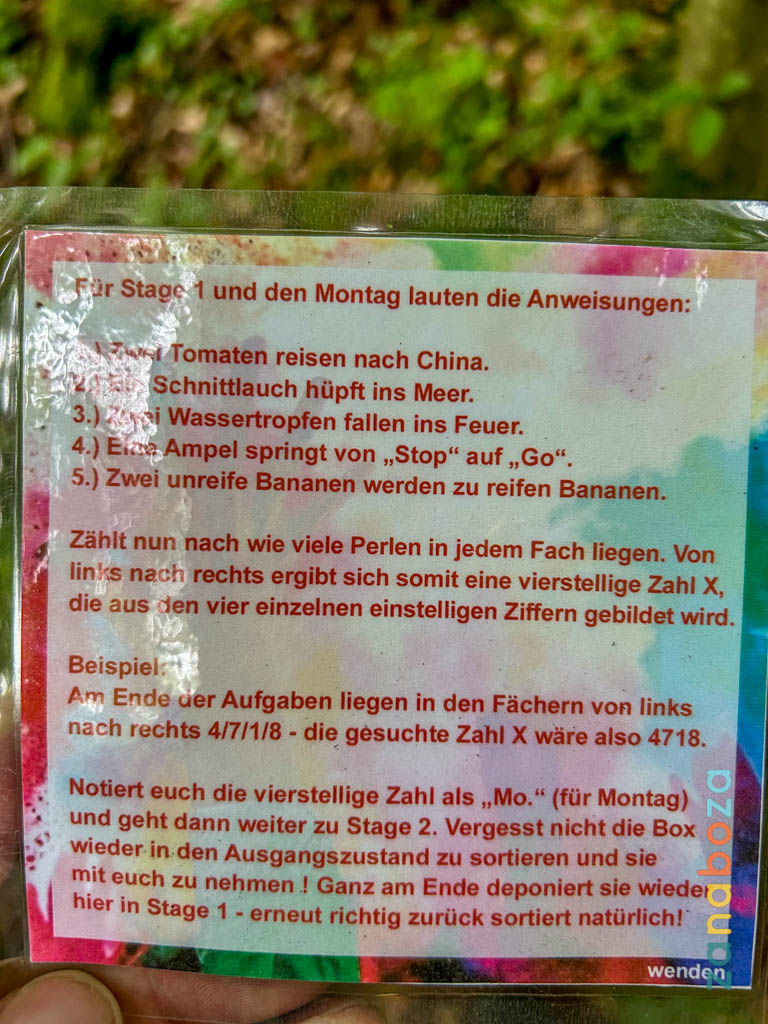 Für Stage 1 und den Montag lauten die Anweisungen:
1.) Zwei Tomaten reisen nach China.
2.) Ein Schnittlauch hüpft ins Meer.
3.) Zwei Wassertropfen fallen ins Feuer.
4.) Eine Ampel springt von „Stop“ auf „Go“.
5.) Zwei unreife Bananen werden zu reifen Bananen.
Zählt nun nach wie viele Perlen in jedem Fach liegen. Von
links nach rechts ergibt sich somit eine vierstellige Zahl X,
die aus den vier einzelnen einstelligen Ziffern gebildet wird.
Beispiel:
Am Ende der Aufgaben liegen in den Fächern von links
nach rechts 4/7/1/8 - die gesuchte Zahl X wäre also 4718.
Notiert euch die vierstellige Zahl als „Mo.“ (für Montag)
und geht dann weiter zu Stage 2. Vergesst nicht die Box
wieder in den Ausgangszustand zu sortieren und sie
mit euch zu nehmen ! Ganz am Ende deponiert sie wieder
hier in Stage 1 - erneut richtig zurück sortiert natürlich!
wenden
zanaboza